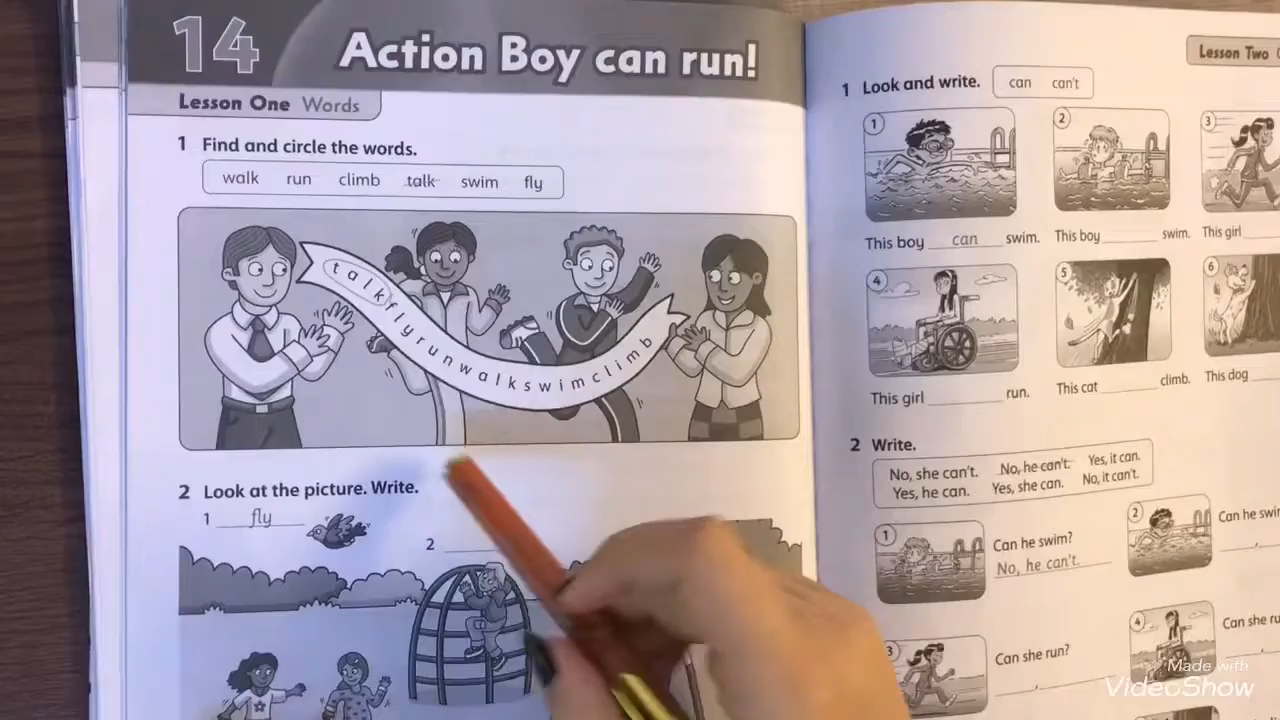 14
Action Boy can run!
Lesson One Words
1 Find and circle the words.
walk run climb talk swim fly
talkflyrunwalkswimclimb
2 Look at the picture. Write.
1 fly
2
Lesson Two
1 Look and write. can can't
1 2 3
This boy can swim. This boy swim. This girl
4 5 6
This girl run. This cat climb. This dog
2 Write.
No, she can't. No, he can't. Yes, it can.
Yes, he can. Yes, she can. No, it can't.
1 Can he swim?
No, he can't.
2 Can he
3 Can she run?
4 Can she
Made with
VideoShow